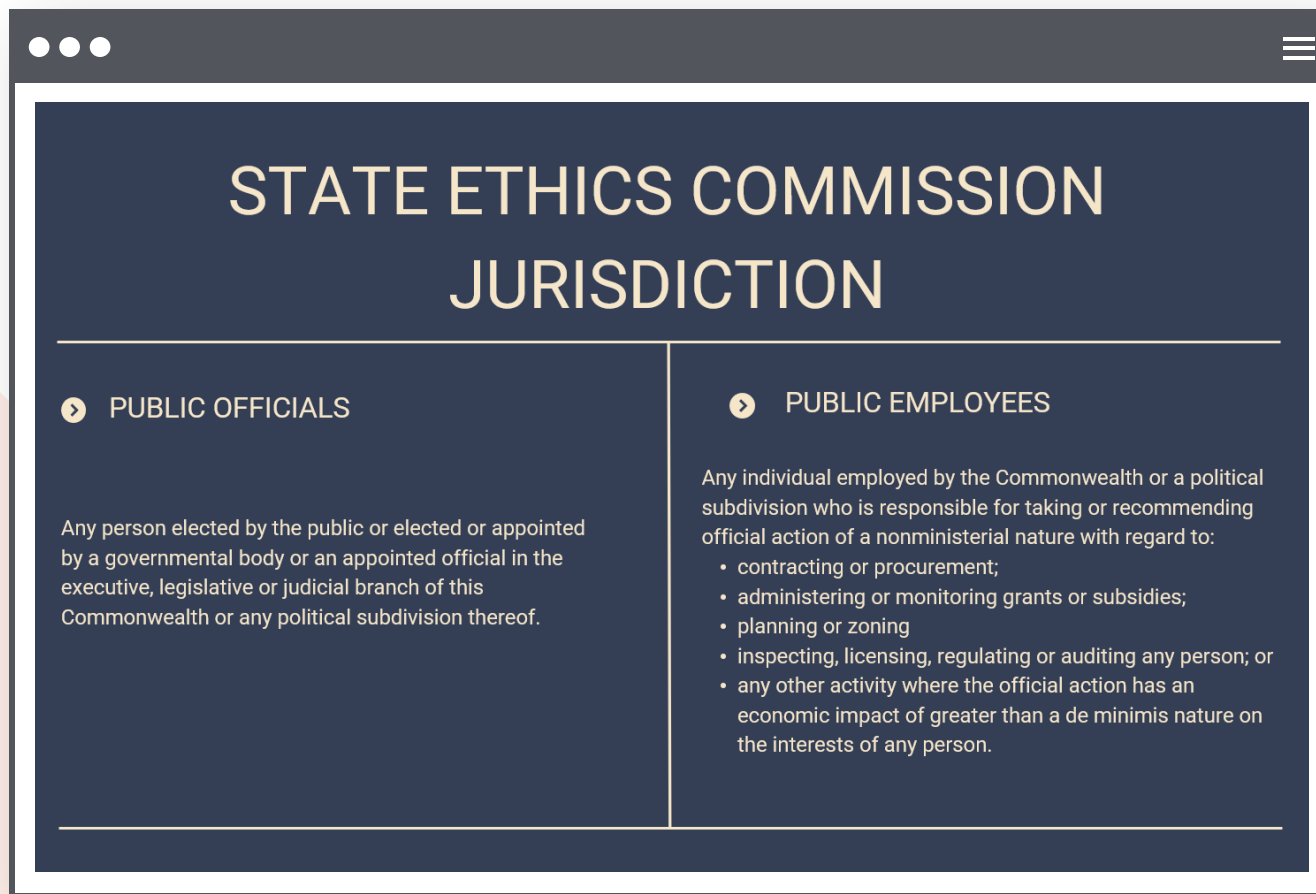 STATE ETHICS COMMISSION
JURISDICTION
PUBLIC OFFICIALS
Any person elected by the public or elected or appointed
by a governmental body or an appointed official in the
executive, legislative or judicial branch of this
Commonwealth or any political subdivision thereof.
PUBLIC EMPLOYEES
Any individual employed by the Commonwealth or a political
subdivision who is responsible for taking or recommending
official action of a nonministerial nature with regard to:
• contracting or procurement;
• administering or monitoring grants or subsidies;
• planning or zoning
• inspecting, licensing, regulating or auditing any person; or
• any other activity where the official action has an
economic impact of greater than a de minimis nature on
the interests of any person.